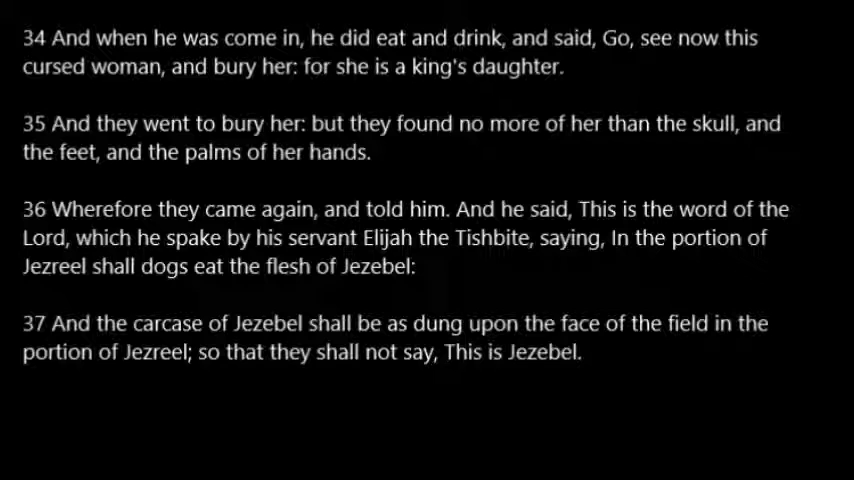 34 And when he was come in, he did eat and drink, and said, Go, see now this
cursed woman, and bury her: for she is a king's daughter.
35 And they went to bury her: but they found no more of her than the skull, and
the feet, and the palms of her hands.
36 Wherefore they came again, and told him. And he said, This is the word of the
Lord, which he spake by his servant Elijah the Tishbite, saying, In the portion of
Jezreel shall dogs eat the flesh of Jezebel:
37 And the carcase of Jezebel shall be as dung upon the face of the field in the
portion of Jezreel; so that they shall not say, This is Jezebel.